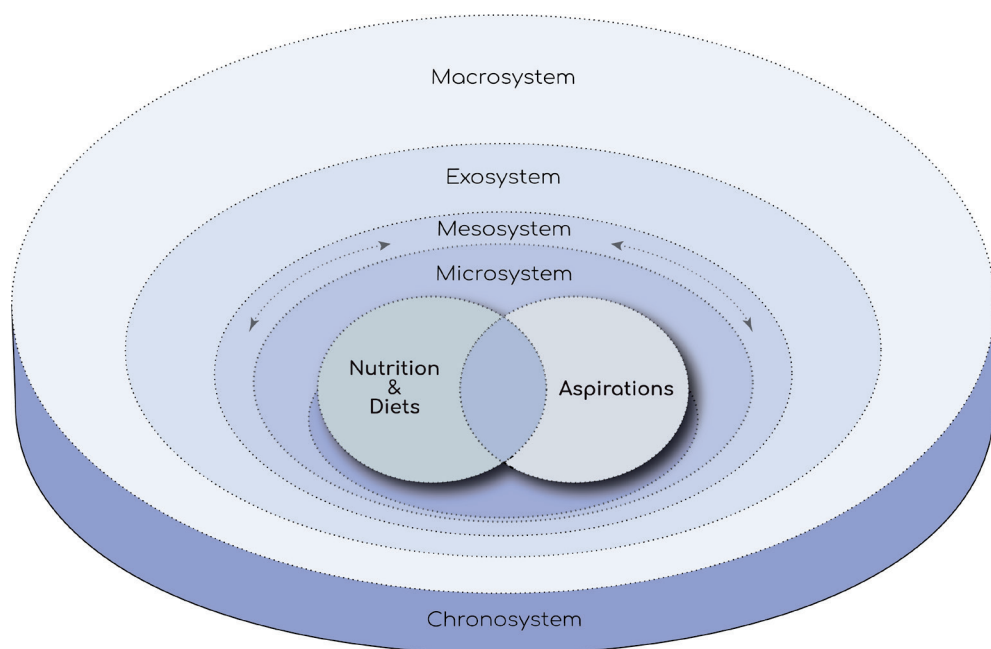 Macrosystem
Exosystem
Mesosystem
Microsystem
Nutrition
&
Diets
Aspirations
Chronosystem